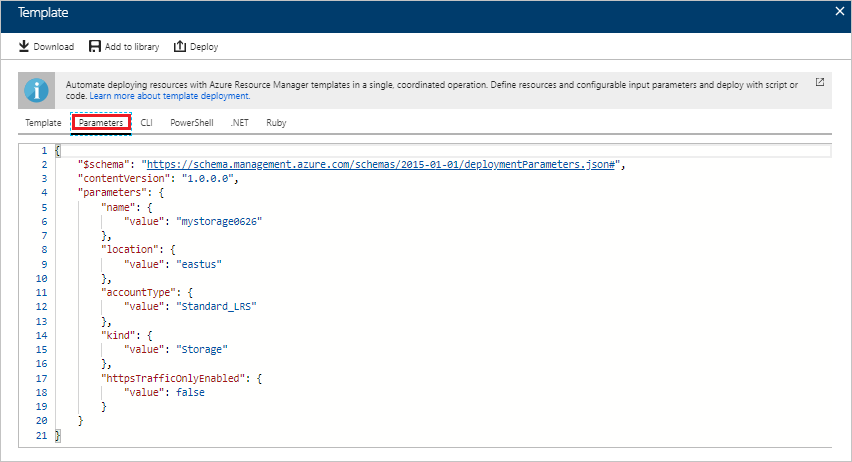 Template
Download Add to library Deploy
Automate deploying resources with Azure Resource Manager templates in a single, coordinated operation. Define resources and configurable input parameters and deploy with script or
code. Learn more about template deployment.
Template Parameters CLI PowerShell .NET Ruby
1 {
2 "$schema": "https://schema.management.azure.com/schemas/2015-01-01/deploymentParameters.json#",
3 "contentVersion": "1.0.0.0",
4 "parameters": {
5 "name": {
6 "value": "mystorage0626"
7 },
8 "location": {
9 "value": "eastus"
10 },
11 "accountType": {
12 "value": "Standard_LRS"
13 },
14 "kind": {
15 "value": "Storage"
16 },
17 "httpsTrafficOnlyEnabled": {
18 "value": false
19 }
20 }
21 }